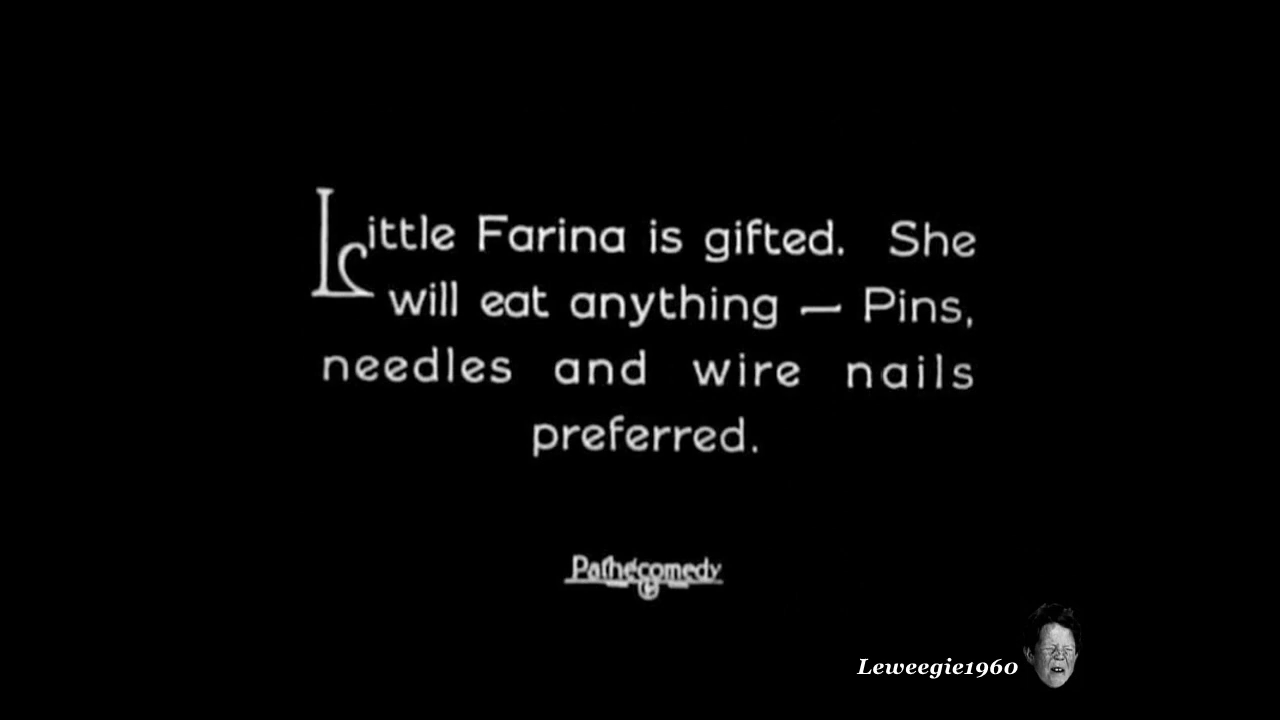 Little Farina is gifted. She
will eat anything — Pins,
needles and wire nails
preferred.
Pathécomedy
Leweegie1960